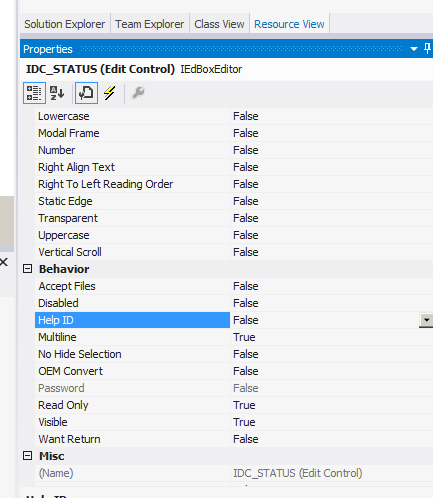 Solution Explorer Team Explorer Class View Resource View
Properties
IDC_STATUS (Edit Control) IEdBoxEditor
Lowercase False
Modal Frame False
Number False
Right Align Text False
Right To Left Reading Order False
Static Edge False
Transparent False
Uppercase False
Vertical Scroll False
Behavior
Accept Files False
Disabled False
Help ID False
Multiline True
No Hide Selection False
OEM Convert False
Password False
Read Only True
Visible True
Want Return False
Misc
(Name) IDC_STATUS (Edit Control)
Help ID